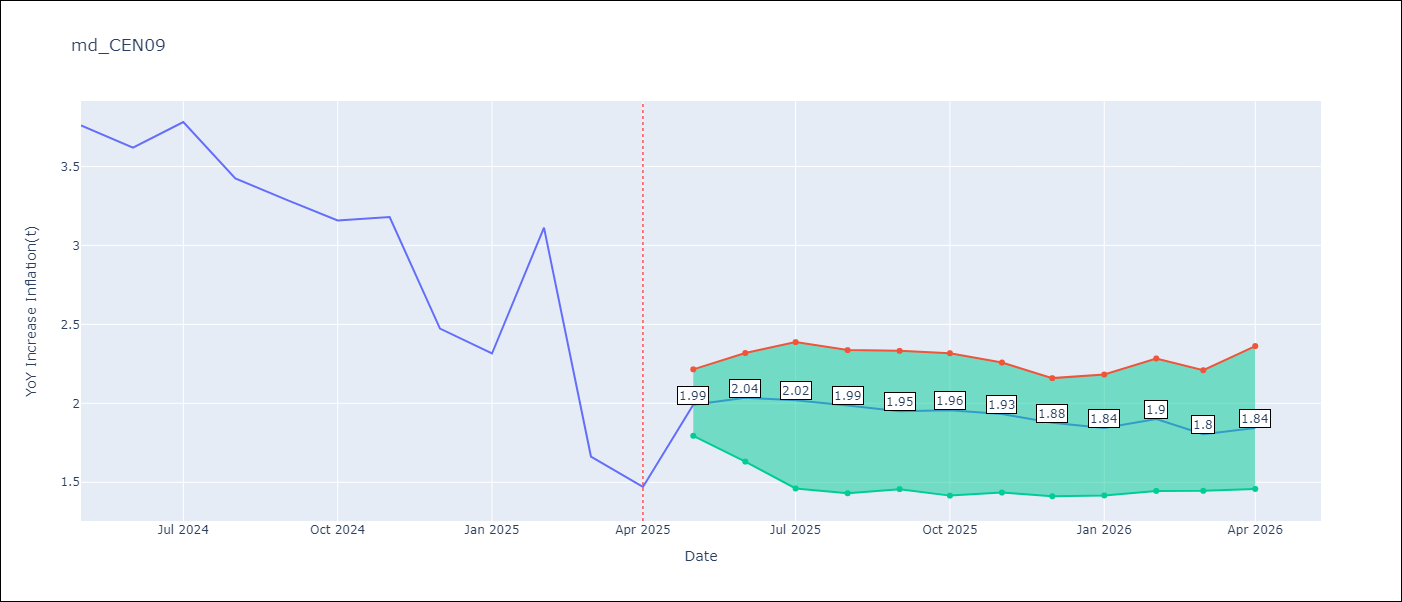 md_CEN09
YoY Increase Inflation(t)
3.5
3
2.5
2
1.5
1.99
2.04
2.02
1.99
1.95
1.96
1.93
1.88
1.84
1.9
1.8
1.84
Jul 2024
Oct 2024
Jan 2025
Apr 2025
Jul 2025
Oct 2025
Jan 2026
Apr 2026
Date